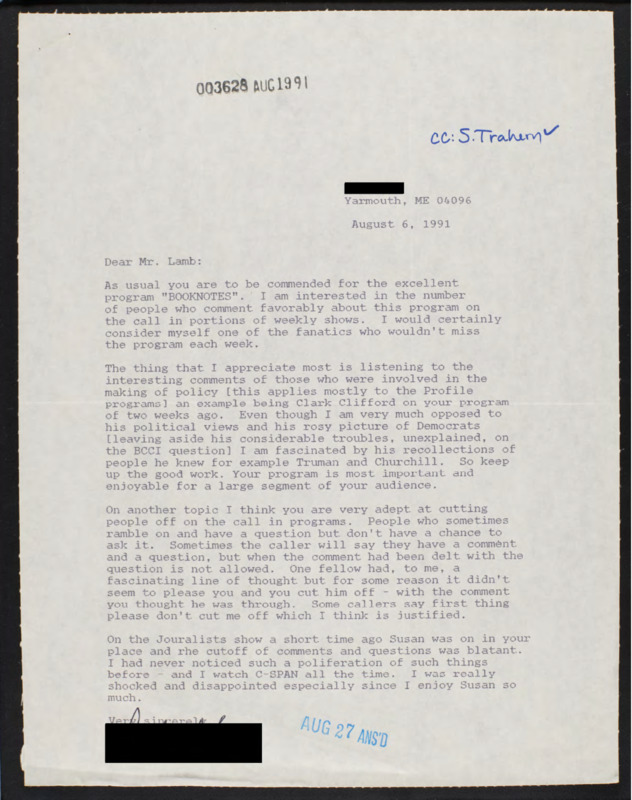 003628 AUG1991
cc: S. Trahern ✓
Yarmouth, ME 04096
August 6, 1991
Dear Mr. Lamb:
As usual you are to be commended for the excellent
program "BOOKNOTES". I am interested in the number
of people who comment favorably about this program on
the call in portions of weekly shows. I would certainly
consider myself one of the fanatics who wouldn't miss
the program each week.
The thing that I appreciate most is listening to the
interesting comments of those who were involved in the
making of policy [this applies mostly to the Profile
programs] an example being Clark Clifford on your program
of two weeks ago. Even though I am very much opposed to
his political views and his rosy picture of Democrats
[leaving aside his considerable troubles, unexplained, on
the BCCI question] I am fascinated by his recollections of
people he knew for example Truman and Churchill. So keep
up the good work. Your program is most important and
enjoyable for a large segment of your audience.
On another topic I think you are very adept at cutting
people off on the call in programs. People who sometimes
ramble on and have a question but don't have a chance to
ask it. Sometimes the caller will say they have a comment
and a question, but when the comment had been delt with the
question is not allowed. One fellow had, to me, a
fascinating line of thought but for some reason it didn't
seem to please you and you cut him off - with the comment
you thought he was through. Some callers say first thing
please don't cut me off which I think is justified.
On the Jouralists show a short time ago Susan was on in your
place and rhe cutoff of comments and questions was blatant.
I had never noticed such a poliferation of such things
before - and I watch C-SPAN all the time. I was really
shocked and disappointed especially since I enjoy Susan so
much.
Very sincerely
AUG 27 ANS'D